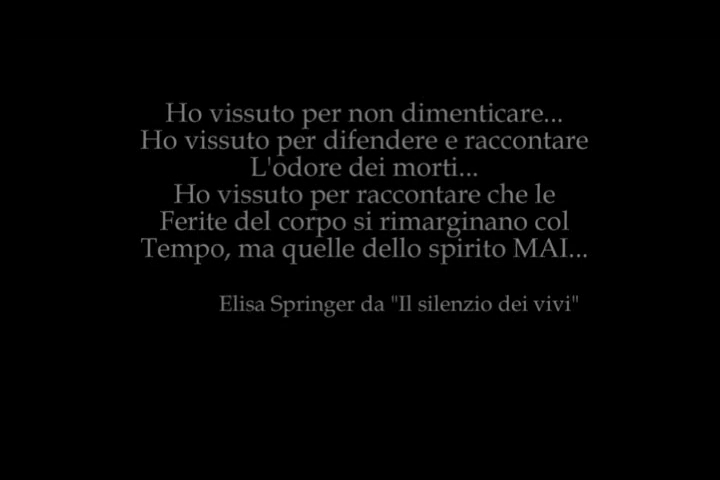 Ho vissuto per non dimenticare...
Ho vissuto per difendere e raccontare
L'odore dei morti...
Ho vissuto per raccontare che le
Ferite del corpo si rimarginano col
Tempo, ma quelle dello spirito MAI...
Elisa Springer da "Il silenzio dei vivi"